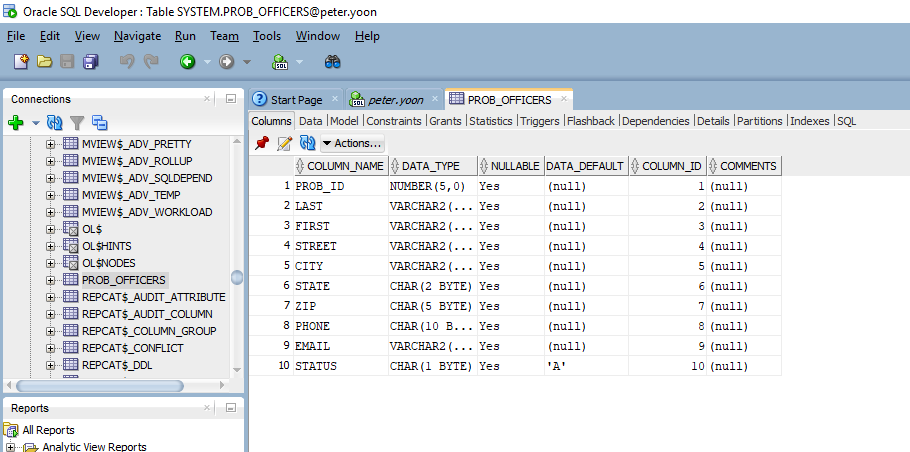 Oracle SQL Developer : Table SYSTEM.PROB_OFFICERS@peter.yoon
File Edit View Navigate Run Team Tools Window Help
SQL
Connections
MVIEW$_ADV_PRETTY
MVIEW$_ADV_ROLLUP
MVIEW$_ADV_SQLDEPEND
MVIEW$_ADV_TEMP
MVIEW$_ADV_WORKLOAD
OL$
OL$HINTS
OL$NODES
PROB_OFFICERS
REPCAT$_AUDIT_ATTRIBUTE
REPCAT$_AUDIT_COLUMN
REPCAT$_COLUMN_GROUP
REPCAT$_CONFLICT
REPCAT$_DDL
Reports
All Reports
Analytic View Reports
Start Page peter.yoon PROB_OFFICERS
Columns Data Model Constraints Grants Statistics Triggers Flashback Dependencies Details Partitions Indexes SQL
Actions...
COLUMN_NAME DATA_TYPE NULLABLE DATA_DEFAULT COLUMN_ID COMMENTS
1 PROB_ID NUMBER(5,0) Yes (null) 1 (null)
2 LAST VARCHAR2(... Yes (null) 2 (null)
3 FIRST VARCHAR2(... Yes (null) 3 (null)
4 STREET VARCHAR2(... Yes (null) 4 (null)
5 CITY VARCHAR2(... Yes (null) 5 (null)
6 STATE CHAR(2 BYTE) Yes (null) 6 (null)
7 ZIP CHAR(5 BYTE) Yes (null) 7 (null)
8 PHONE CHAR(10 B... Yes (null) 8 (null)
9 EMAIL VARCHAR2(... Yes (null) 9 (null)
10 STATUS CHAR(1 BYTE) Yes 'A' 10 (null)